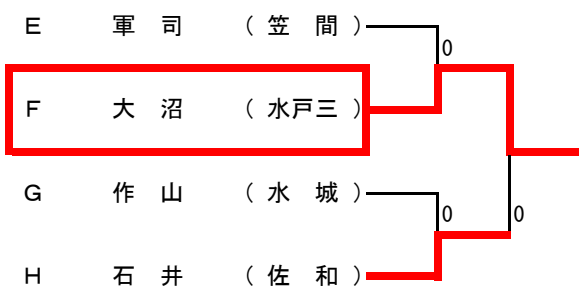 E 軍 司 ( 笠 間 )
0
F 大 沼 ( 水戸三 )
G 作 山 ( 水 城 )
0 0
H 石 井 ( 佐 和 )